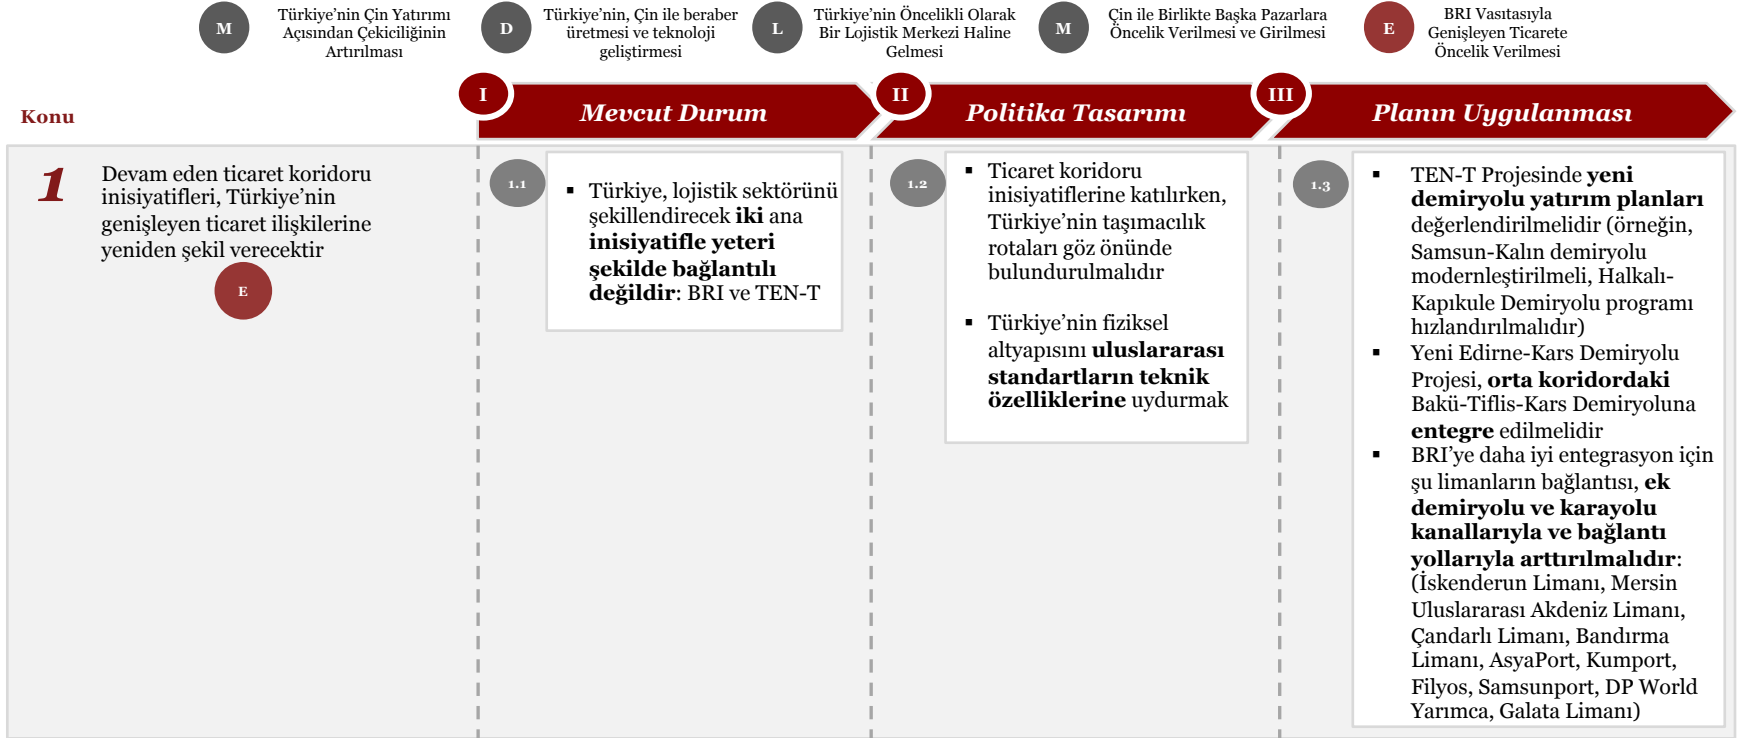 M
Türkiye’nin Çin Yatırımı
Açısından Çekiciliğinin
Artırılması
D
Türkiye’nin, Çin ile beraber
üretmesi ve teknoloji
geliştirmesi
L
Türkiye’nin Öncelikli Olarak
Bir Lojistik Merkezi Haline
Gelmesi
M
Çin ile Birlikte Başka Pazarlara
Öncelik Verilmesi ve Girilmesi
E
BRI Vasıtasıyla
Genişleyen Ticarete
Öncelik Verilmesi
Konu
I
Mevcut Durum
II
Politika Tasarımı
III
Planın Uygulanması
1
Devam eden ticaret koridoru
inisiyatifleri, Türkiye’nin
genişleyen ticaret ilişkilerine
yeniden şekil verecektir
E
1.1
▪ Türkiye, lojistik sektörünü
şekillendirecek iki ana
inisiyatifle yeteri
şekilde bağlantılı
değildir: BRI ve TEN-T
1.2
▪ Ticaret koridoru
inisiyatiflerine katılırken,
Türkiye’nin taşımacılık
rotaları göz önünde
bulundurulmalıdır
▪ Türkiye’nin fiziksel
altyapısını uluslararası
standartların teknik
özelliklerine uydurmak
1.3
▪ TEN-T Projesinde yeni
demiryolu yatırım planları
değerlendirilmelidir (örneğin,
Samsun-Kalın demiryolu
modernleştirilmeli, Halkalı-
Kapıkule Demiryolu programı
hızlandırılmalıdır)
▪ Yeni Edirne-Kars Demiryolu
Projesi, orta koridordaki
Bakü-Tiflis-Kars Demiryoluna
entegre edilmelidir
▪ BRI’ye daha iyi entegrasyon için
şu limanların bağlantısı, ek
demiryolu ve karayolu
kanallarıyla ve bağlantı
yollarıyla arttırılmalıdır:
(İskenderun Limanı, Mersin
Uluslararası Akdeniz Limanı,
Çandarlı Limanı, Bandırma
Limanı, AsyaPort, Kumport,
Filyos, Samsunport, DP World
Yarımca, Galata Limanı)